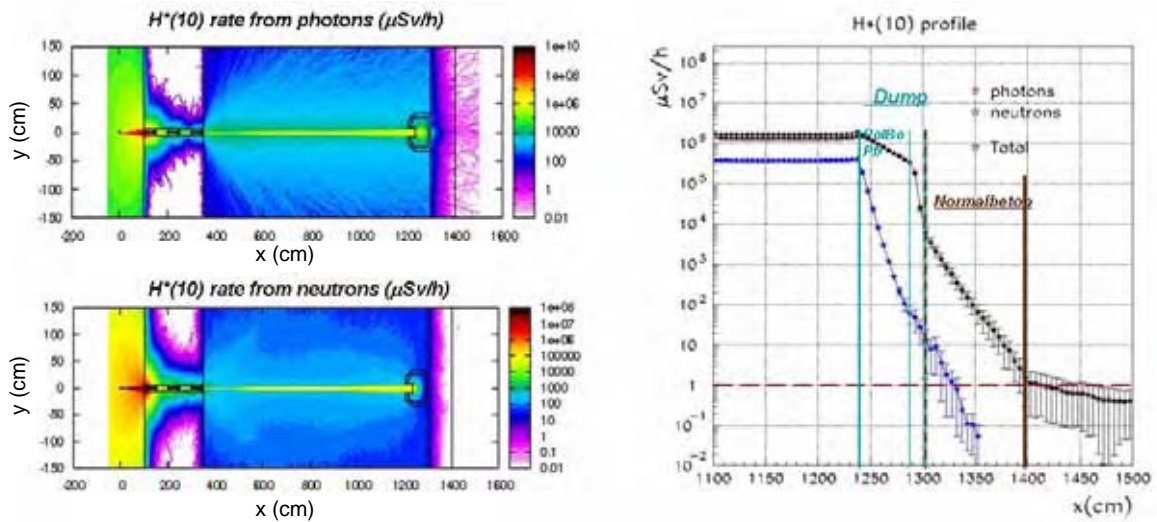 H*(10) rate from photons (μSv/h)
150
100
50
0
-50
-100
-150
-200 0 200 400 600 800 1000 1200 1400 1600
y (cm)
x (cm)
1e+10
1e+08
1e+06
10000
100
1
0.01
H*(10) rate from neutrons (μSv/h)
150
100
50
0
-50
-100
-150
-200 0 200 400 600 800 1000 1200 1400 1600
y (cm)
x (cm)
1e+08
1e+07
1e+06
100000
10000
1000
100
10
1
0.1
0.01
H*(10) profile
μSv/h
10⁸
10⁷
10⁶
10⁵
10⁴
10³
10²
10
1
10⁻¹
10⁻²
Dump
photons
neutrons
Total
Pb
Normalbeton
1100 1150 1200 1250 1300 1350 1400 1450 1500
x(cm)